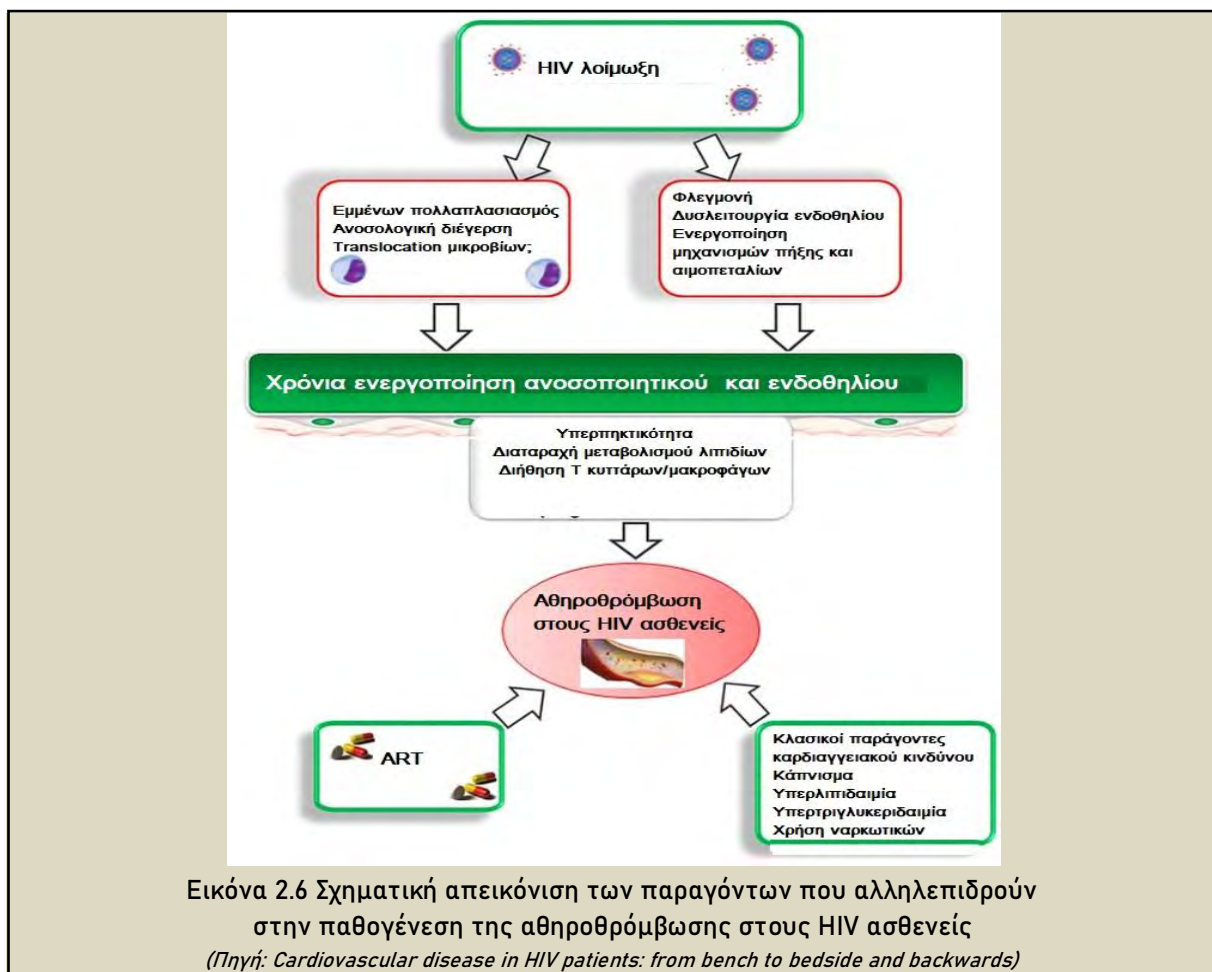 HIV λοίμωξη
Εμμένων πολλαπλασιασμός
Ανοσολογική διέγερση
Translocation μικροβίων;
Φλεγμονή
Δυσλειτουργία ενδοθηλίου
Ενεργοποίηση
μηχανισμών πήξης και
αιμοπεταλίων
Χρόνια ενεργοποίηση ανοσοποιητικού και ενδοθηλίου
Υπερπηκτικότητα
Διαταραχή μεταβολισμού λιπιδίων
Διήθηση Τ κυττάρων/μακροφάγων
Αθηροθρόμβωση
στους HIV ασθενείς
ART
Κλασικοί παράγοντες
καρδιαγγειακού κινδύνου
Κάπνισμα
Υπερλιπιδαιμία
Υπερτριγλυκεριδαιμία
Χρήση ναρκωτικών
Εικόνα 2.6 Σχηματική απεικόνιση των παραγόντων που αλληλεπιδρούν
στην παθογένεση της αθηροθρόμβωσης στους HIV ασθενείς
(Πηγή: Cardiovascular disease in HIV patients: from bench to bedside and backwards)